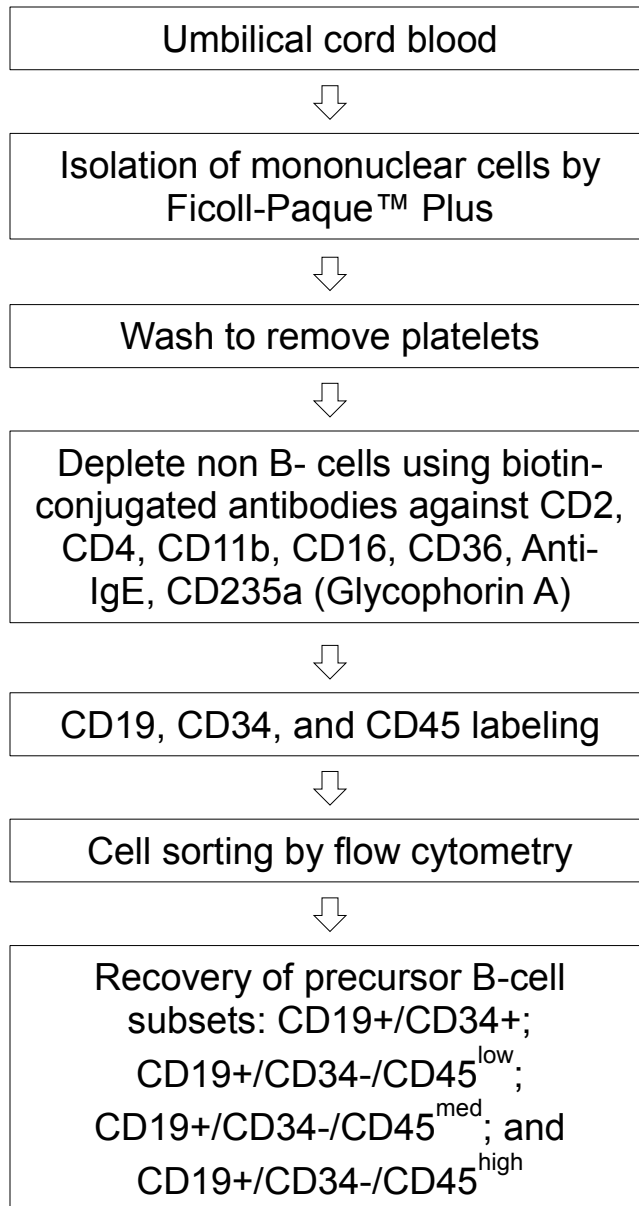 Umbilical cord blood
Isolation of mononuclear cells by
Ficoll-Paque™ Plus
Wash to remove platelets
Deplete non B- cells using biotin-
conjugated antibodies against CD2,
CD4, CD11b, CD16, CD36, Anti-
IgE, CD235a (Glycophorin A)
CD19, CD34, and CD45 labeling
Cell sorting by flow cytometry
Recovery of precursor B-cell
subsets: CD19+/CD34+;
CD19+/CD34-/CD45low;
CD19+/CD34-/CD45med; and
CD19+/CD34-/CD45high